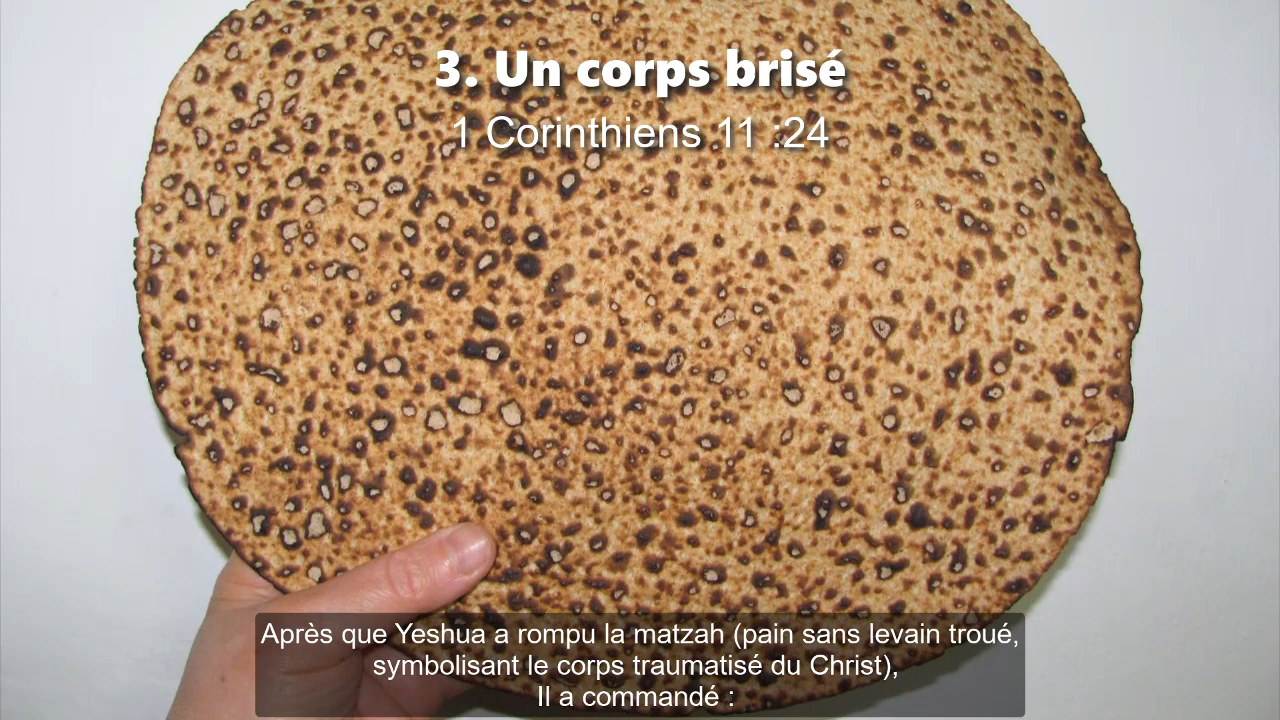 3. Un corps brisé
1 Corinthiens 11 :24
Après que Yeshua a rompu la matzah (pain sans levain troué,
symbolisant le corps traumatisé du Christ),
Il a commandé :